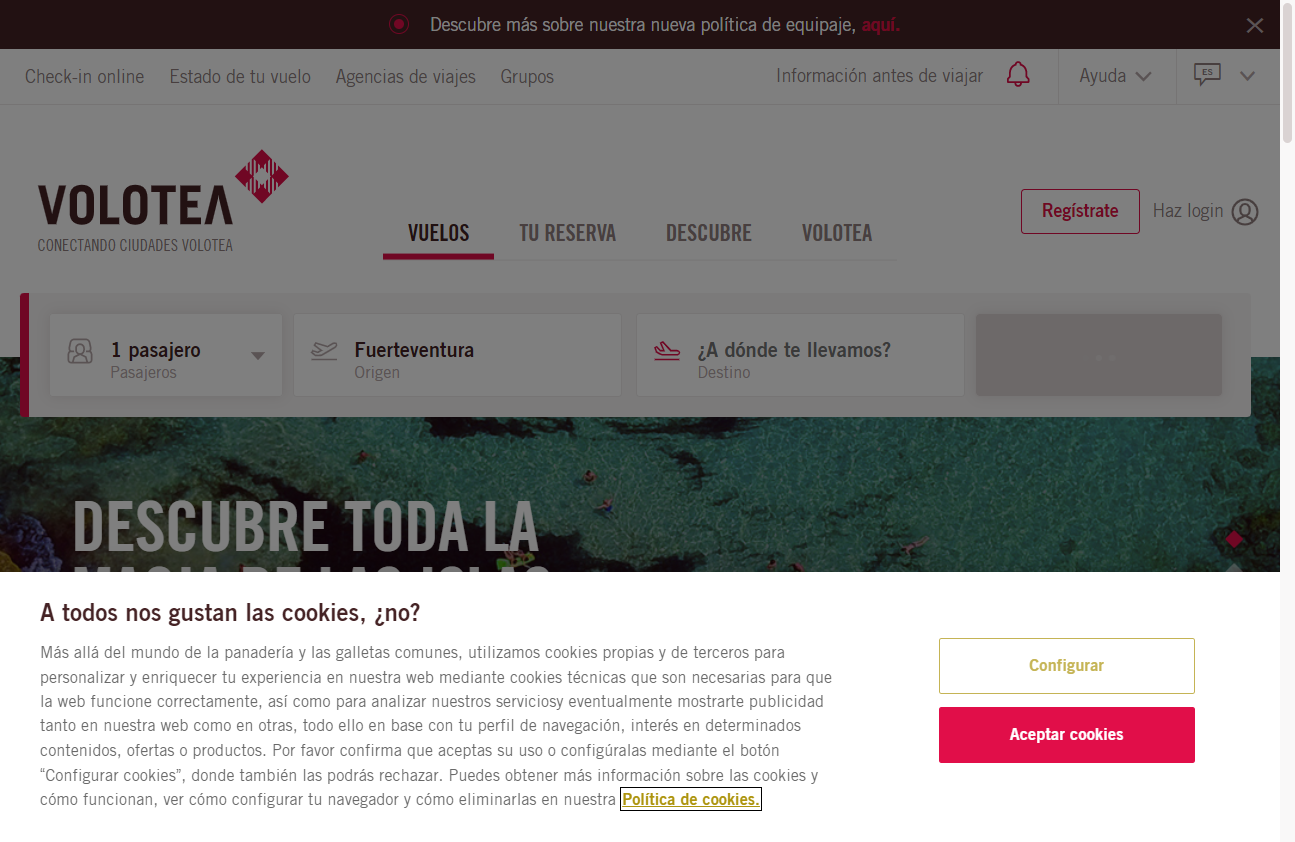 Descubre más sobre nuestra nueva política de equipaje, aquí.
Check-in online Estado de tu vuelo Agencias de viajes Grupos Información antes de viajar Ayuda ES
VOLOTEA
CONECTANDO CIUDADES VOLOTEA
VUELOS TU RESERVA DESCUBRE VOLOTEA
Regístrate Haz login
1 pasajero
Pasajeros
Fuerteventura
Origen
¿A dónde te llevamos?
Destino
DESCUBRE TODA LA
MAGIA DE LAS ISLAS
A todos nos gustan las cookies, ¿no?
Más allá del mundo de la panadería y las galletas comunes, utilizamos cookies propias y de terceros para
personalizar y enriquecer tu experiencia en nuestra web mediante cookies técnicas que son necesarias para que
la web funcione correctamente, así como para analizar nuestros serviciosy eventualmente mostrarte publicidad
tanto en nuestra web como en otras, todo ello en base con tu perfil de navegación, interés en determinados
contenidos, ofertas o productos. Por favor confirma que aceptas su uso o configúralas mediante el botón
“Configurar cookies”, donde también las podrás rechazar. Puedes obtener más información sobre las cookies y
cómo funcionan, ver cómo configurar tu navegador y cómo eliminarlas en nuestra Política de cookies.
Configurar
Aceptar cookies